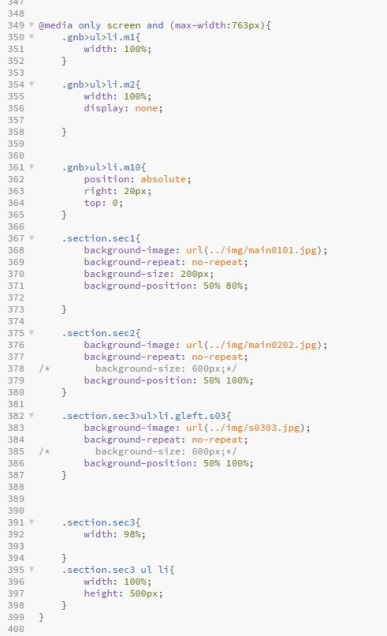 347
348
349 @media only screen and (max-width:763px){
350     .gnb>ul>li.m1{
351         width: 100%;
352     }
353
354     .gnb>ul>li.m2{
355         width: 100%;
356         display: none;
357
358     }
359
360
361     .gnb>ul>li.m10{
362         position: absolute;
363         right: 20px;
364         top: 0;
365     }
366
367     .section.sec1{
368         background-image: url(../img/main0101.jpg);
369         background-repeat: no-repeat;
370         background-size: 200px;
371         background-position: 50% 80%;
372
373     }
374
375     .section.sec2{
376         background-image: url(../img/main0202.jpg);
377         background-repeat: no-repeat;
378 /*        background-size: 600px;*/
379         background-position: 50% 100%;
380     }
381
382     .section.sec3>ul>li.gleft.s03{
383         background-image: url(../img/s0303.jpg);
384         background-repeat: no-repeat;
385 /*        background-size: 600px;*/
386         background-position: 50% 100%;
387     }
388
389
390
391     .section.sec3{
392         width: 98%;
393
394     }
395     .section.sec3 ul li{
396         width: 100%;
397         height: 500px;
398     }
399 }
400